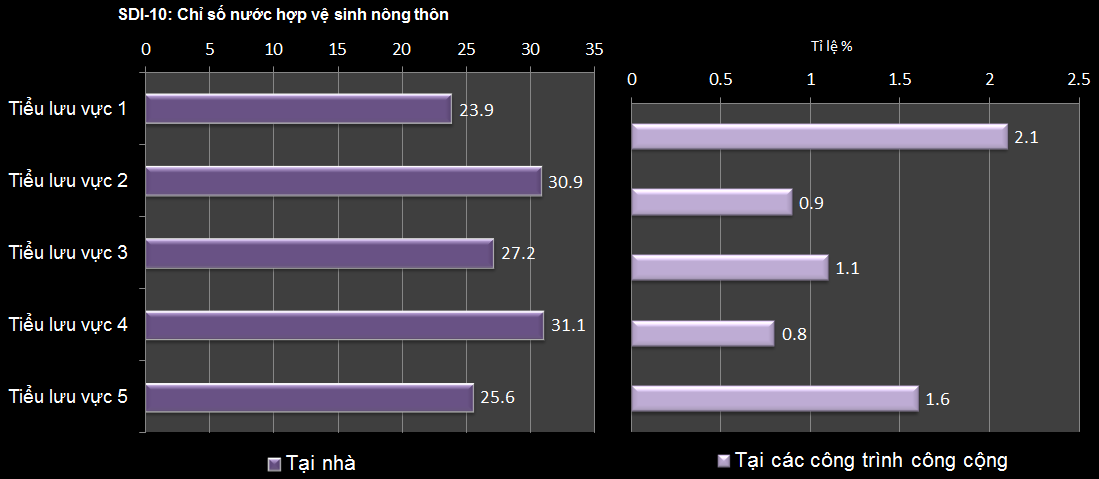 SDI-10: Chỉ số nước hợp vệ sinh nông thôn
0 5 10 15 20 25 30 35
Tiểu lưu vực 1 23.9
Tiểu lưu vực 2 30.9
Tiểu lưu vực 3 27.2
Tiểu lưu vực 4 31.1
Tiểu lưu vực 5 25.6
Tại nhà
Tỉ lệ %
0 0.5 1 1.5 2 2.5
2.1
0.9
1.1
0.8
1.6
Tại các công trình công cộng